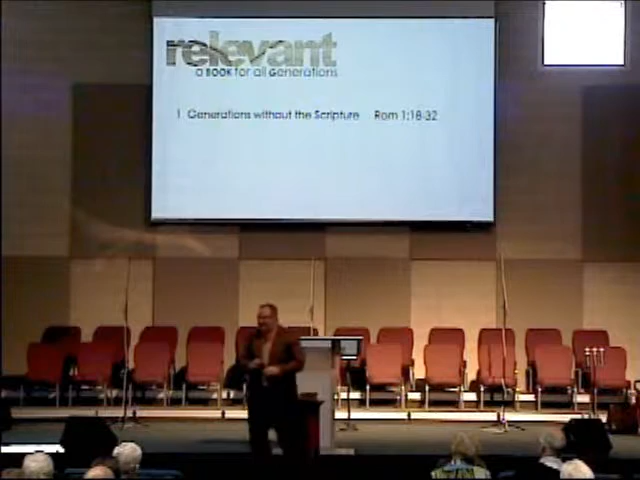 relevant
a BOOK for all Generations
1 Generations without the Scripture Rom 1:18-32